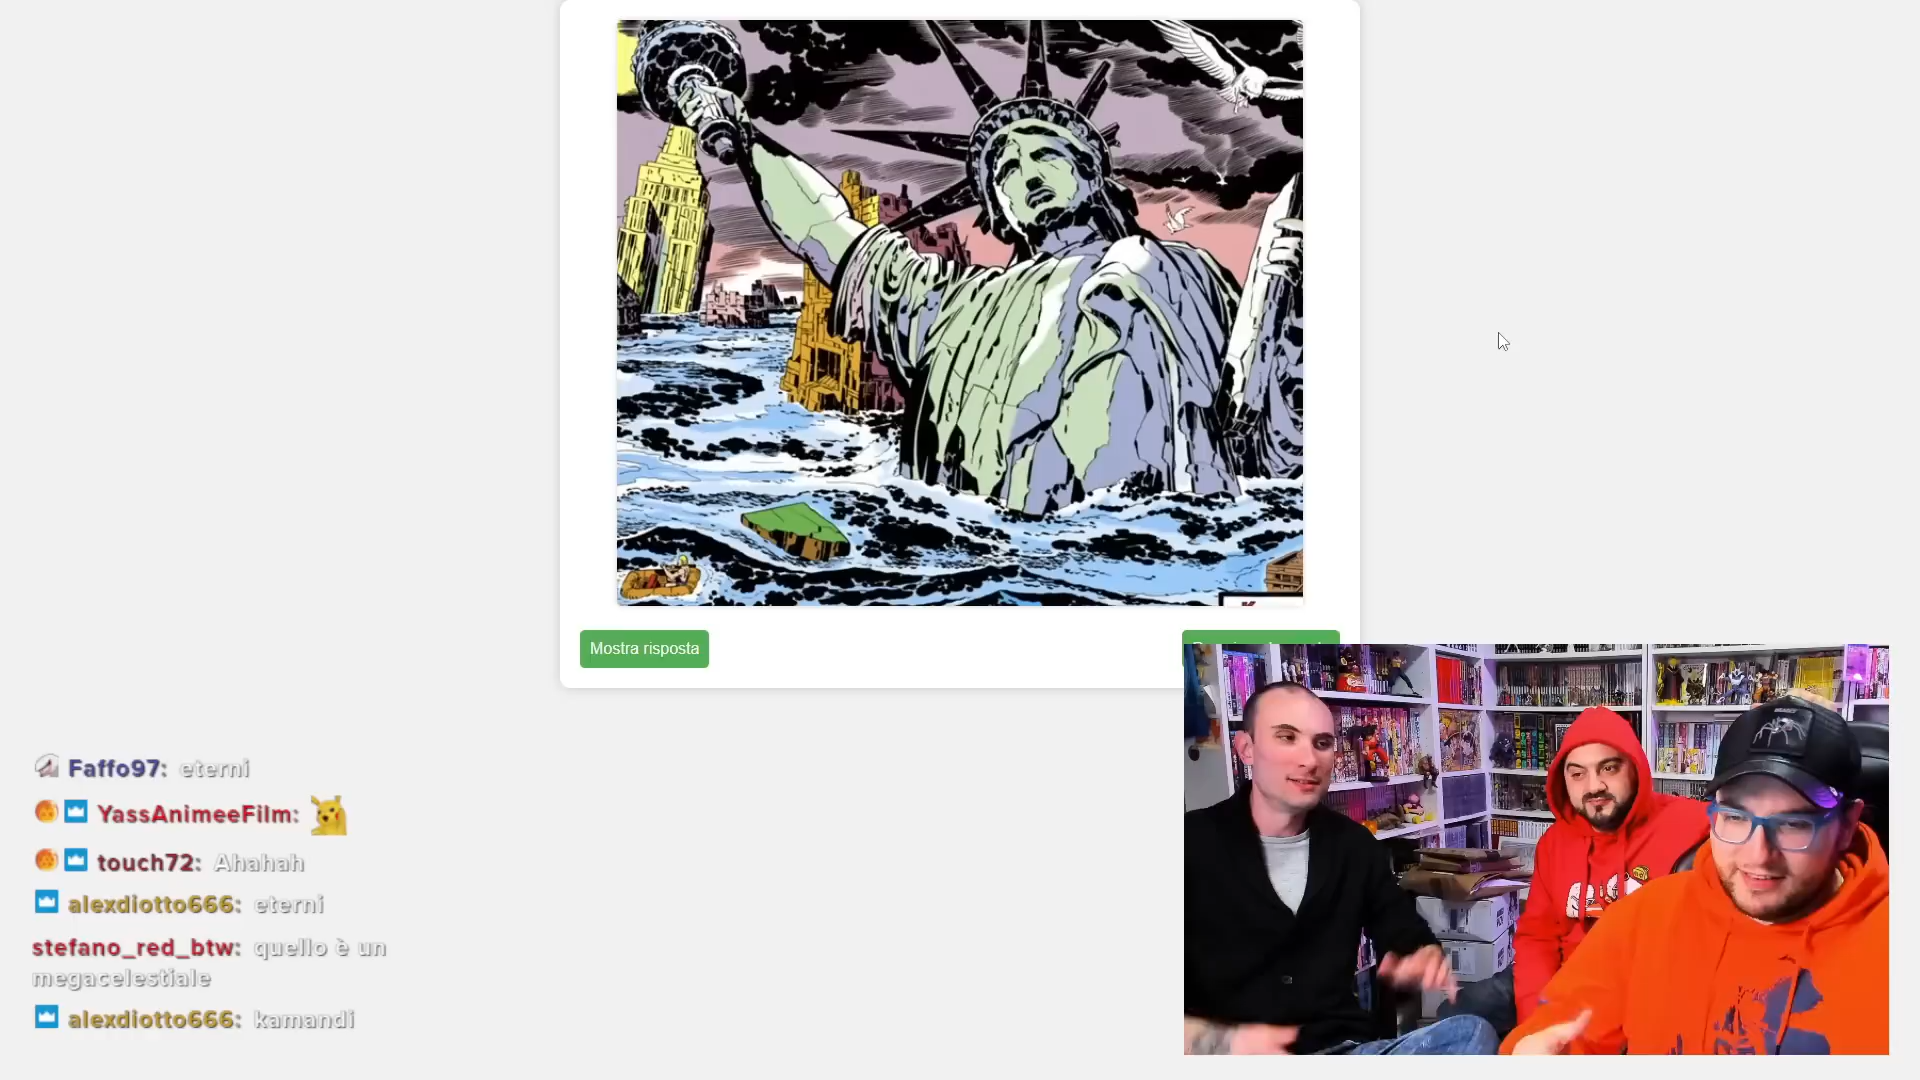 Mostra risposta
Faffo97: eterni
YassAnimeeFilm:
touch72: Ahahah
alexdiotto666: eterni
stefano_red_btw: quello è un
megacelestiale
alexdiotto666: kamandi